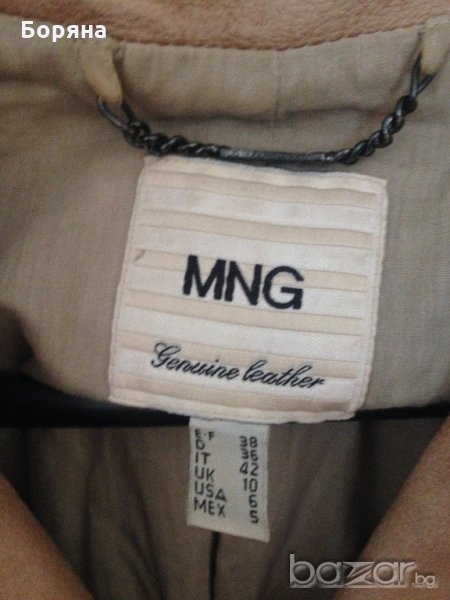 Боряна
MNG
Genuine leather
E-F 38
D 36
IT 42
UK 10
USA 6
MEX 5
bazar.bg